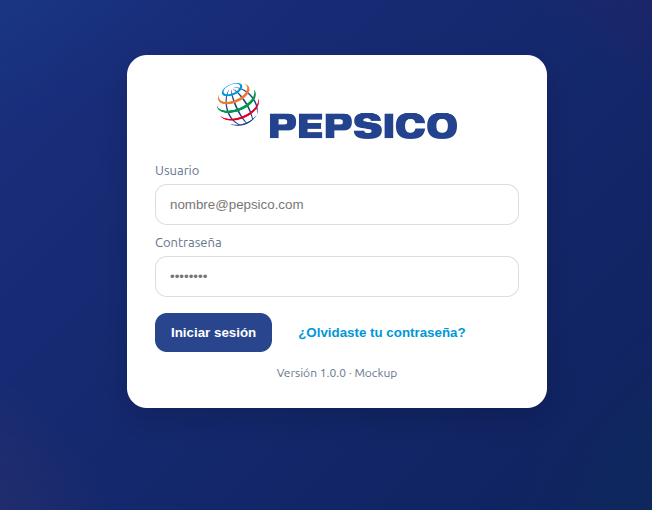 PEPSICO
Usuario
nombre@pepsico.com
Contraseña
••••••••
Iniciar sesión ¿Olvidaste tu contraseña?
Versión 1.0.0 · Mockup